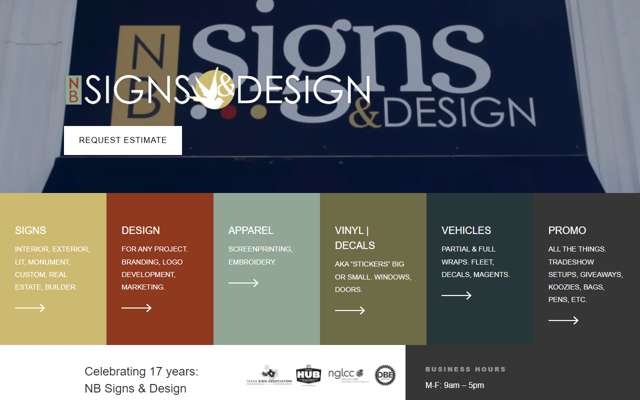 NB signs
& DESIGN
NB SIGNS & DESIGN
REQUEST ESTIMATE
SIGNS
INTERIOR, EXTERIOR,
LIT, MONUMENT,
CUSTOM, REAL
ESTATE, BUILDER.
DESIGN
FOR ANY PROJECT.
BRANDING, LOGO
DEVELOPMENT,
MARKETING.
APPAREL
SCREENPRINTING,
EMBROIDERY.
VINYL |
DECALS
AKA "STICKERS" BIG
OR SMALL. WINDOWS,
DOORS.
VEHICLES
PARTIAL & FULL
WRAPS. FLEET,
DECALS, MAGENTS.
PROMO
ALL THE THINGS.
TRADESHOW
SETUPS, GIVEAWAYS,
KOOZIES, BAGS,
PENS, ETC.
Celebrating 17 years:
NB Signs & Design
HUB
nglcc
DBE
BUSINESS HOURS
M-F: 9am – 5pm